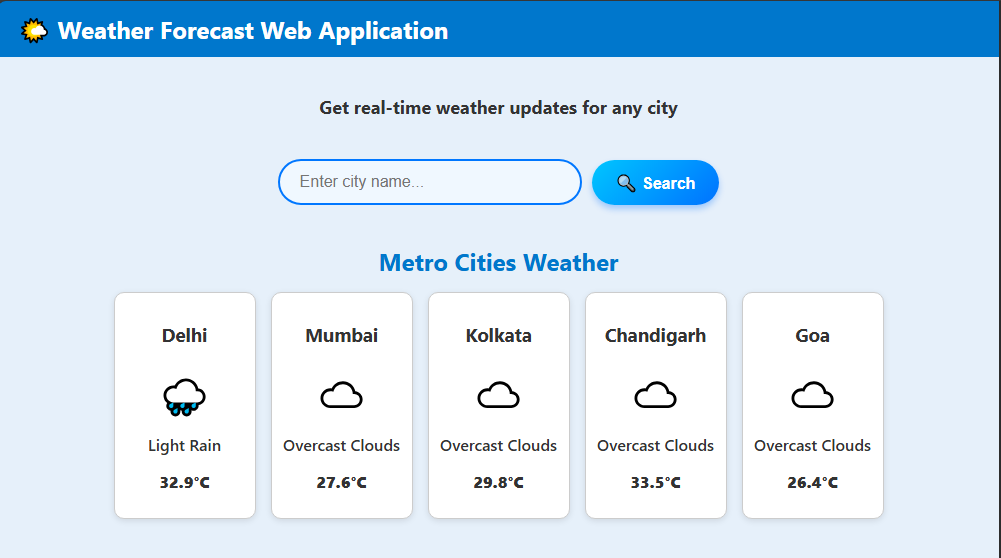 Weather Forecast Web Application
Get real-time weather updates for any city
Enter city name...
Search
Metro Cities Weather
Delhi Mumbai Kolkata Chandigarh Goa
Light Rain Overcast Clouds Overcast Clouds Overcast Clouds Overcast Clouds
32.9°C 27.6°C 29.8°C 33.5°C 26.4°C